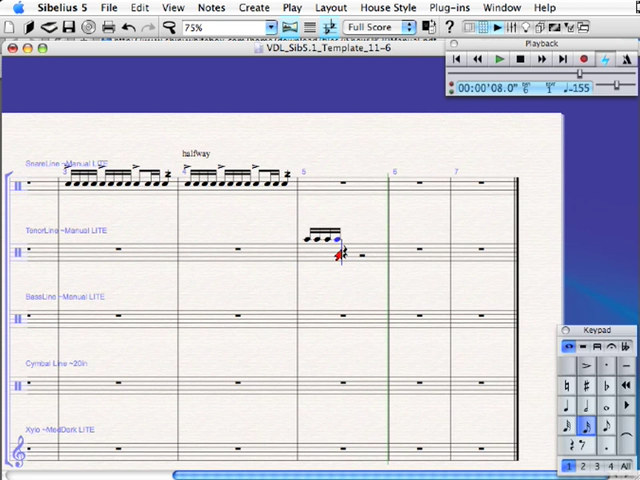 Sibelius 5 File Edit View Notes Create Play Layout House Style Plug-ins Window Help
75% Full Score
VDL_Sib5.1_Template_11-6
Playback
00:00'08.0" 6 1 -155
halfway
SnareLine ~Manual LITE
3 4 5 6 7
TenorLine ~Manual LITE
BassLine ~Manual LITE
Cymbal Line ~20in
Xylo ~MedDark LITE
Keypad
1 2 3 4 All